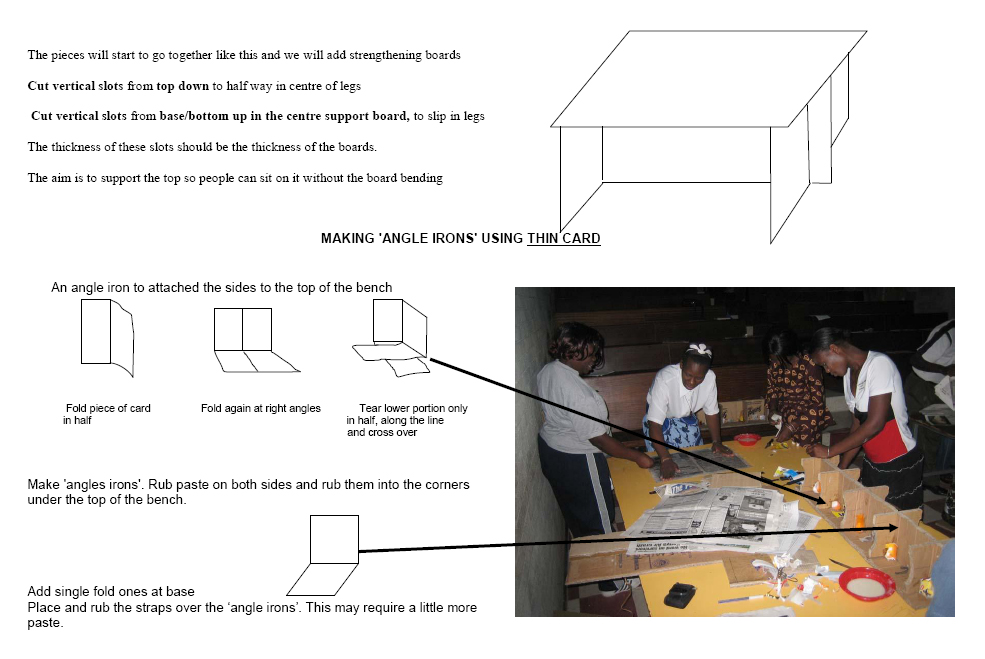 The pieces will start to go together like this and we will add strengthening boards
Cut vertical slots from top down to half way in centre of legs
Cut vertical slots from base/bottom up in the centre support board, to slip in legs
The thickness of these slots should be the thickness of the boards.
The aim is to support the top so people can sit on it without the board bending
MAKING 'ANGLE IRONS' USING THIN CARD
An angle iron to attached the sides to the top of the bench
Fold piece of card
in half
Fold again at right angles
Tear lower portion only
in half, along the line
and cross over
Make 'angles irons'. Rub paste on both sides and rub them into the corners
under the top of the bench.
Add single fold ones at base
Place and rub the straps over the ‘angle irons’. This may require a little more
paste.